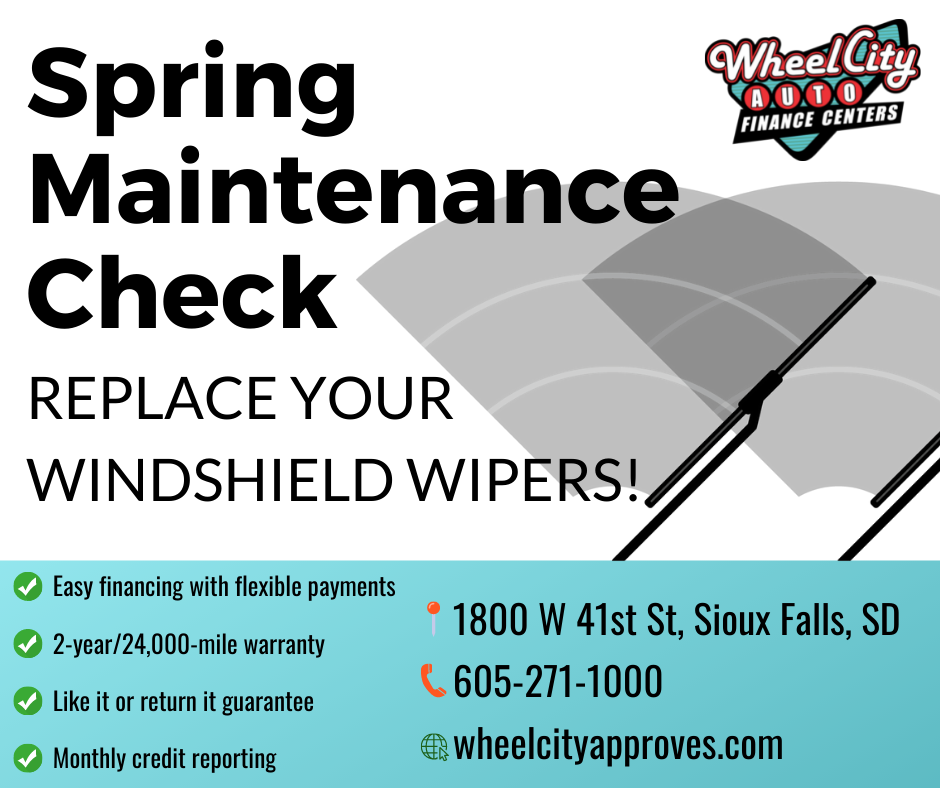 Spring
Maintenance
Check
REPLACE YOUR
WINDSHIELD WIPERS!
WheelCity
AUTO
FINANCE CENTERS
Easy financing with flexible payments
2-year/24,000-mile warranty
Like it or return it guarantee
Monthly credit reporting
1800 W 41st St, Sioux Falls, SD
605-271-1000
wheelcityapproves.com